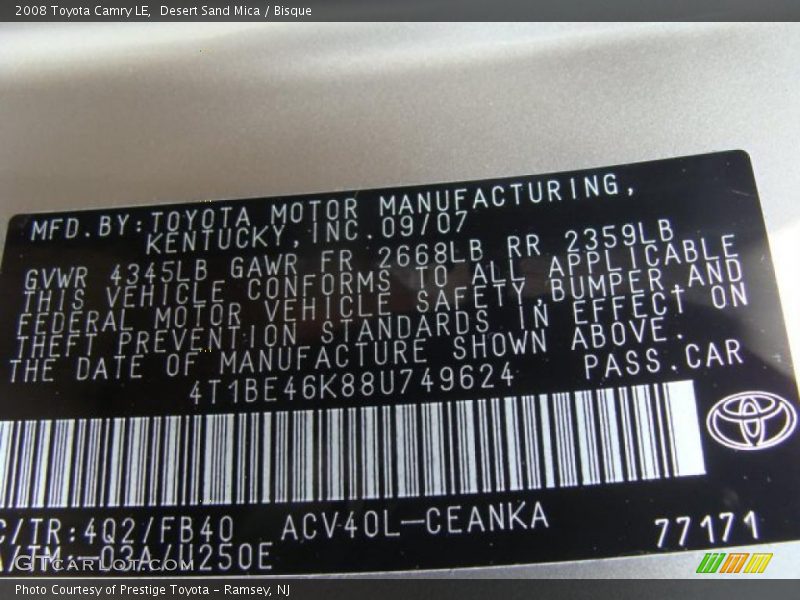 2008 Toyota Camry LE,  Desert Sand Mica / Bisque
MFD.BY:TOYOTA MOTOR MANUFACTURING,
KENTUCKY,INC.09/07
GVWR 4345LB GAWR FR 2668LB RR 2359LB
THIS VEHICLE CONFORMS TO ALL APPLICABLE
FEDERAL MOTOR VEHICLE SAFETY,BUMPER,AND
THEFT PREVENTION STANDARDS IN EFFECT ON
THE DATE OF MANUFACTURE SHOWN ABOVE.
4T1BE46K88U749624 PASS.CAR
C/TR:4Q2/FB40 ACV40L-CEANKA 77171
/TM:-03A/U250E
GTCarLot.com
Photo Courtesy of Prestige Toyota - Ramsey, NJ